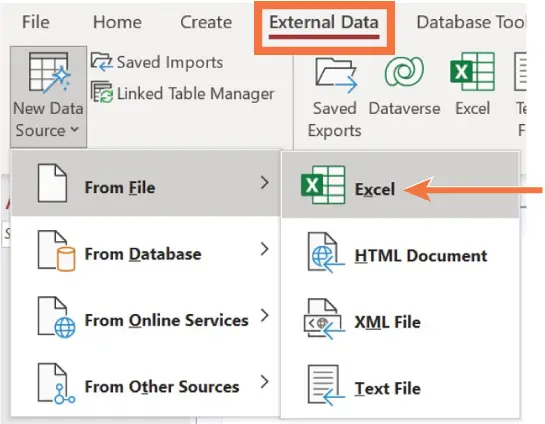 File Home Create External Data Database Too
New Data
Source
Saved Imports
Linked Table Manager
Saved
Exports
Dataverse
Excel
From File
From Database
From Online Services
From Other Sources
Excel
HTML Document
XML File
Text File